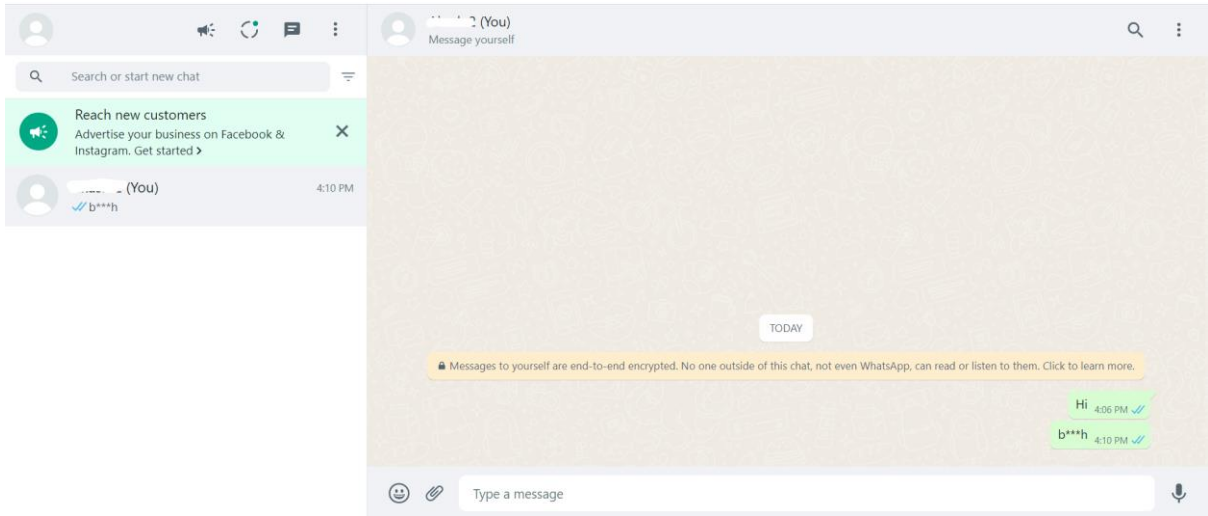 Search or start new chat
Reach new customers
Advertise your business on Facebook &
Instagram. Get started >
(You)
4:10 PM
b***h
(You)
Message yourself
TODAY
Messages to yourself are end-to-end encrypted. No one outside of this chat, not even WhatsApp, can read or listen to them. Click to learn more.
Hi 4:06 PM
b***h 4:10 PM
Type a message